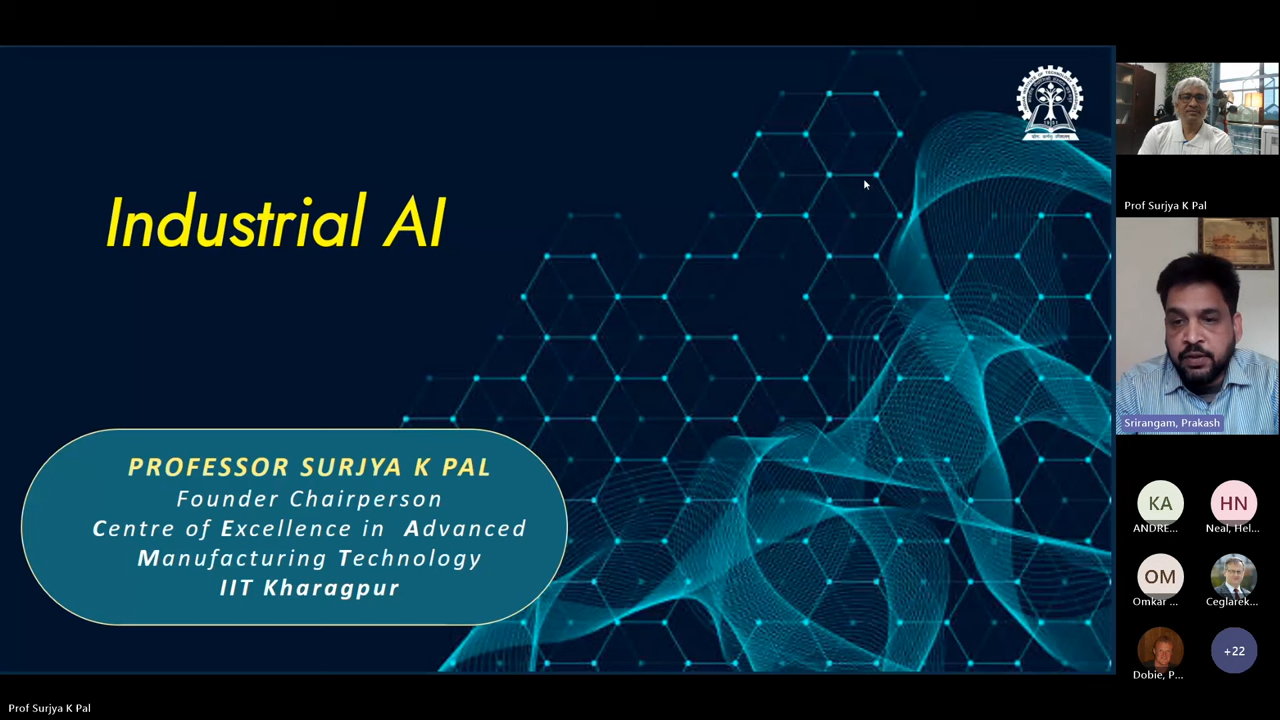 Industrial AI
PROFESSOR SURJYA K PAL
Founder Chairperson
Centre of Excellence in Advanced
Manufacturing Technology
IIT Kharagpur
Prof Surjya K Pal
Srirangam, Prakash
KA
HN
ANDRE...
Neal, Hel...
OM
Omkar ...
Ceglarek...
Dobie, P...
+22
Prof Surjya K Pal